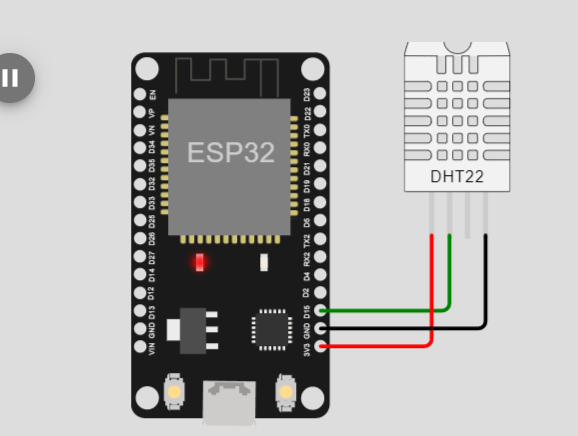 EN
VP
VN
D34
D35
D32
D33
D25
D26
D27
D14
D12
D13
GND
VIN
ESP32
D23
D22
TX0
RX0
D21
D19
D18
D5
TX2
RX2
D4
D2
D15
GND
3V3
DHT22